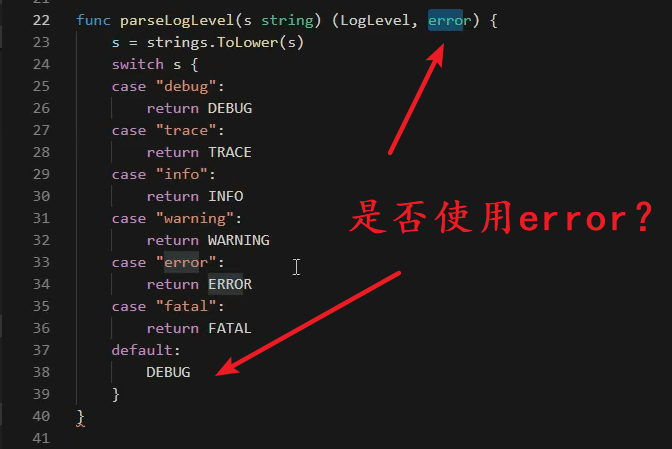 22 func parseLogLevel(s string) (LogLevel, error) {
23 s = strings.ToLower(s)
24 switch s {
25 case "debug":
26 return DEBUG
27 case "trace":
28 return TRACE
29 case "info":
30 return INFO
31 case "warning":
32 return WARNING
是否使用error?
33 case "error":
34 return ERROR
35 case "fatal":
36 return FATAL
37 default:
38 DEBUG
39 }
40 }
41